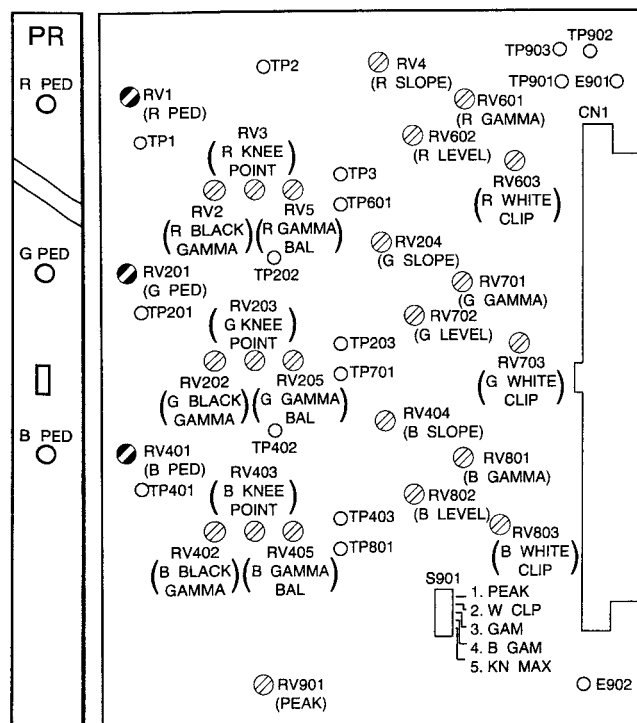 PR
R PED
G PED
B PED
TP902
TP903
TP901
E901
CN1
TP2
RV4
(R SLOPE)
RV1
(R PED)
RV601
(R GAMMA)
TP1
RV3
(R KNEE
POINT)
RV602
(R LEVEL)
TP3
RV603
(R WHITE
CLIP)
TP601
RV2
(R BLACK
GAMMA)
RV5
(R GAMMA
BAL)
RV204
(G SLOPE)
TP202
RV201
(G PED)
RV701
(G GAMMA)
TP201
RV203
(G KNEE
POINT)
RV702
(G LEVEL)
TP203
RV703
(G WHITE
CLIP)
TP701
RV202
(G BLACK
GAMMA)
RV205
(G GAMMA
BAL)
RV404
(B SLOPE)
TP402
RV401
(B PED)
RV801
(B GAMMA)
TP401
RV403
(B KNEE
POINT)
RV802
(B LEVEL)
TP403
RV803
(B WHITE
CLIP)
TP801
RV402
(B BLACK
GAMMA)
RV405
(B GAMMA
BAL)
S901
1. PEAK
2. W CLP
3. GAM
4. B GAM
5. KN MAX
RV901
(PEAK)
E902